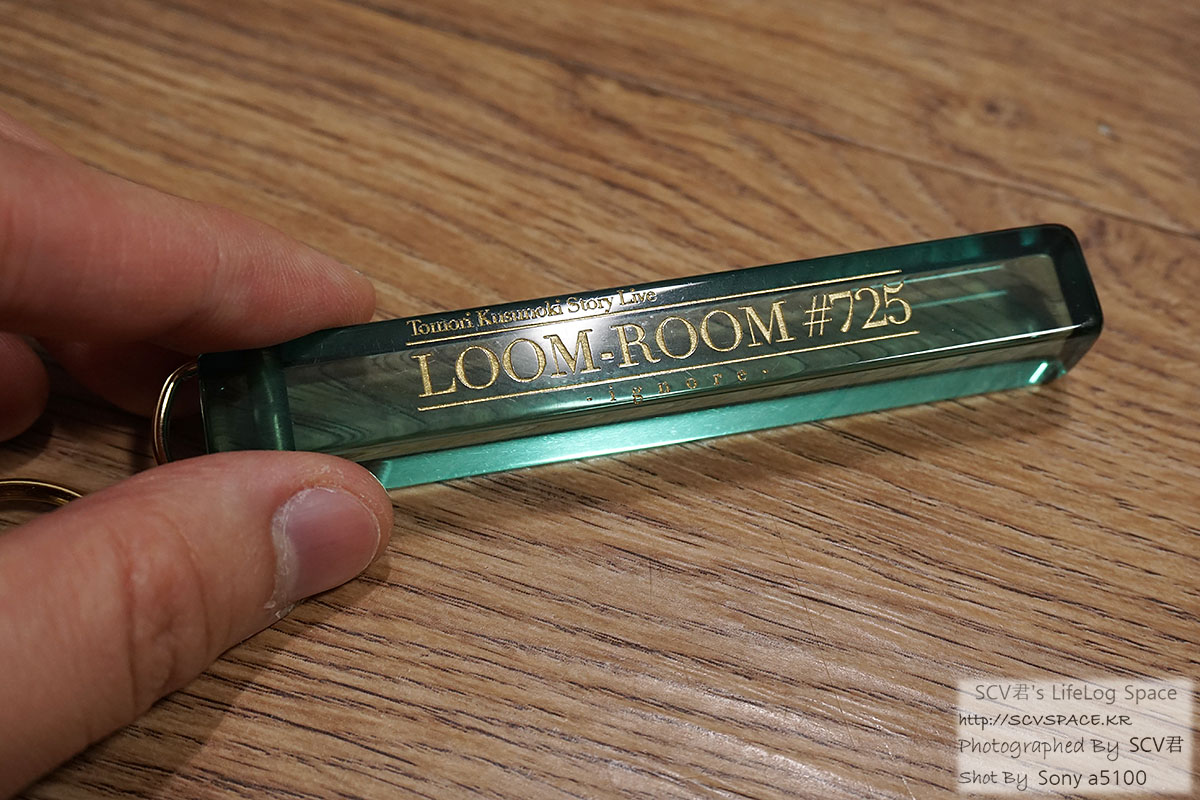 Tomori Kusunoki Story Live
LOOM-ROOM #725
·ignore·
SCV君's LifeLog Space
http://SCVSPACE.KR
Photographed By SCV君
Shot By Sony a5100